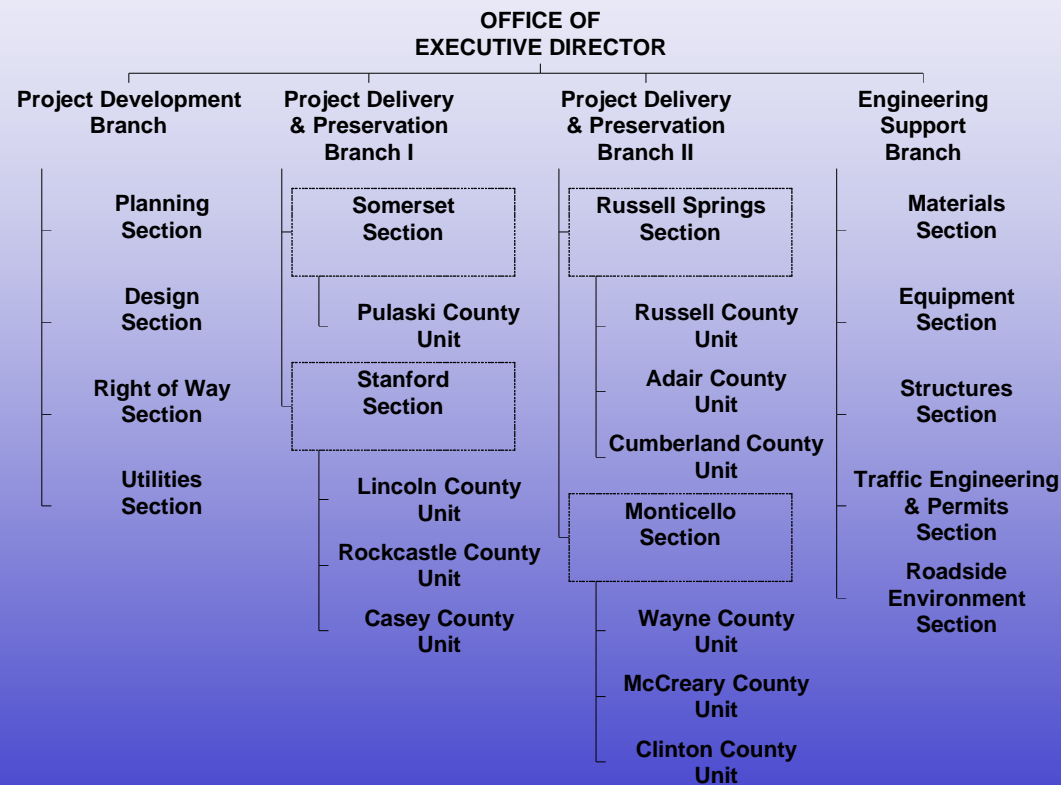 OFFICE OF
EXECUTIVE DIRECTOR
Project Development
Branch
Planning
Section
Design
Section
Right of Way
Section
Utilities
Section
Project Delivery
& Preservation
Branch I
Somerset
Section
Pulaski County
Unit
Stanford
Section
Lincoln County
Unit
Rockcastle County
Unit
Casey County
Unit
Project Delivery
& Preservation
Branch II
Russell Springs
Section
Russell County
Unit
Adair County
Unit
Cumberland County
Unit
Monticello
Section
Wayne County
Unit
McCreary County
Unit
Clinton County
Unit
Engineering
Support
Branch
Materials
Section
Equipment
Section
Structures
Section
Traffic Engineering
& Permits
Section
Roadside
Environment
Section